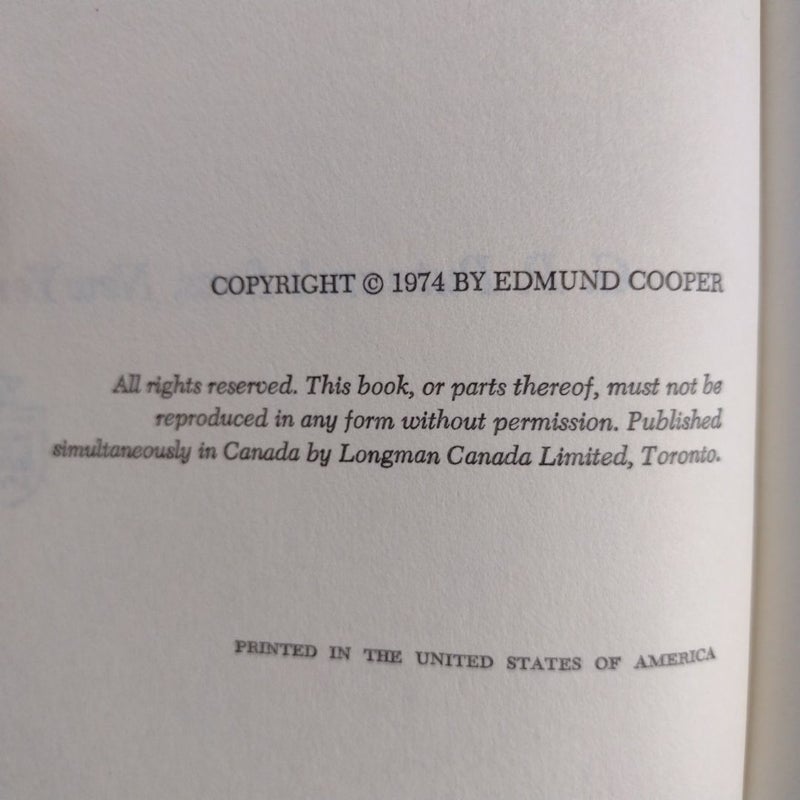 COPYRIGHT © 1974 BY EDMUND COOPER
All rights reserved. This book, or parts thereof, must not be
reproduced in any form without permission. Published
simultaneously in Canada by Longman Canada Limited, Toronto.
PRINTED IN THE UNITED STATES OF AMERICA